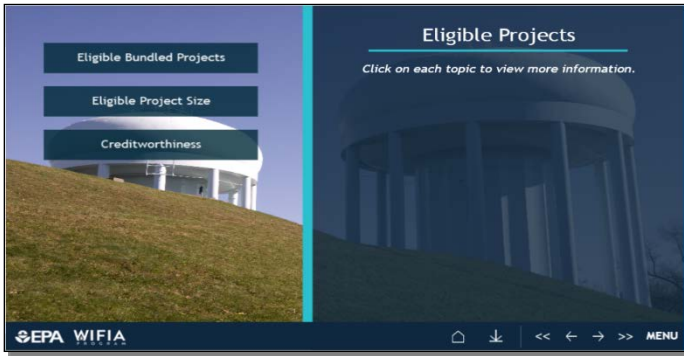 Eligible Bundled Projects
Eligible Project Size
Creditworthiness
Eligible Projects
Click on each topic to view more information.
EPA WIFIA
PROGRAM
<< ← → >> MENU